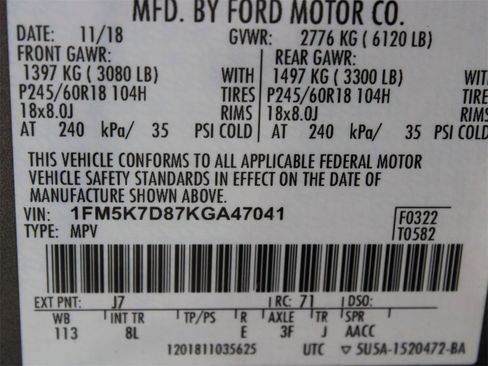 MFD. BY FORD MOTOR CO.
DATE: 11/18 GVWR: 2776 KG ( 6120 LB)
FRONT GAWR: REAR GAWR:
1397 KG ( 3080 LB) WITH 1497 KG ( 3300 LB) WITH
P245/60R18 104H TIRES P245/60R18 104H TIRES
18x8.0J RIMS 18x8.0J RIMS
AT 240 kPa/ 35 PSI COLD AT 240 kPa/ 35 PSI COLD
THIS VEHICLE CONFORMS TO ALL APPLICABLE FEDERAL MOTOR
VEHICLE SAFETY STANDARDS IN EFFECT ON THE DATE OF
MANUFACTURE SHOWN ABOVE.
VIN: 1FM5K7D87KGA47041 F0322
TYPE: MPV T0582
EXT PNT: J7 RC: 71 DSO:
WB INT TR TP/PS R AXLE TR SPR
113 8L E 3F J AACC
1201811035625 UTC ▽ 5U5A-1520472-BA